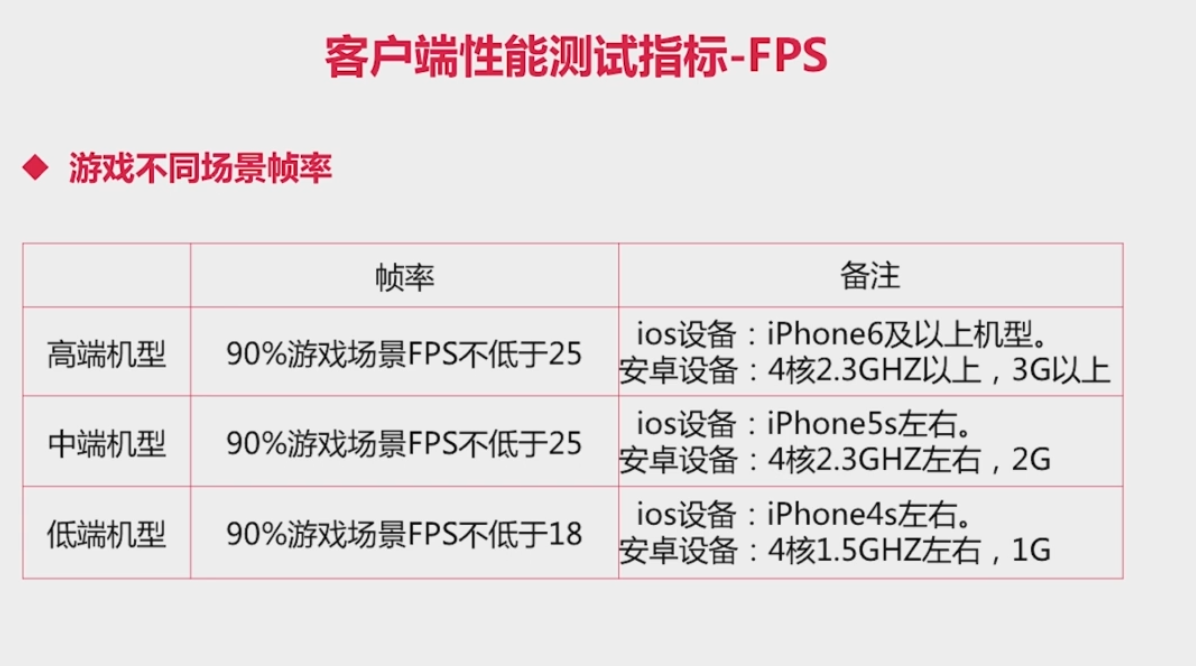 客户端性能测试指标-FPS
◆ 游戏不同场景帧率
帧率
备注
高端机型
90%游戏场景FPS不低于25
ios设备：iPhone6及以上机型。
安卓设备：4核2.3GHZ以上，3G以上
中端机型
90%游戏场景FPS不低于25
ios设备：iPhone5s左右。
安卓设备：4核2.3GHZ左右，2G
低端机型
90%游戏场景FPS不低于18
ios设备：iPhone4s左右。
安卓设备：4核1.5GHZ左右，1G